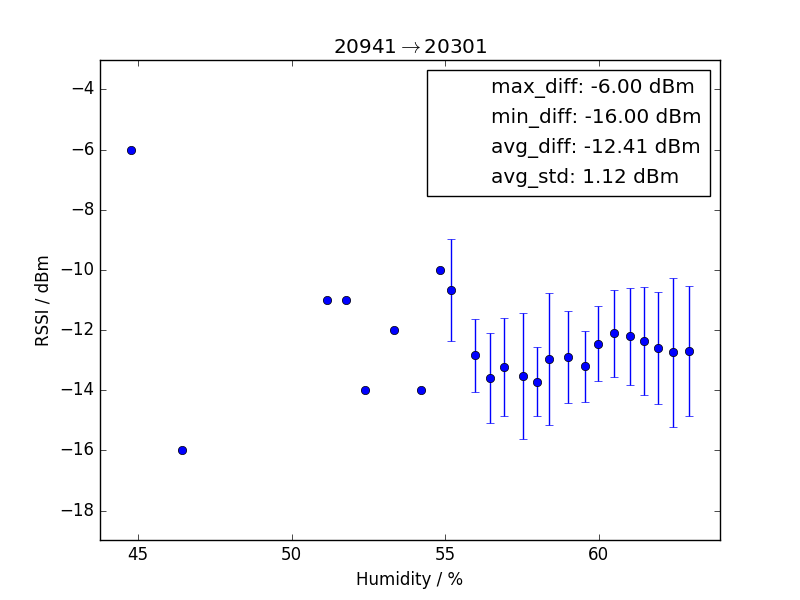 20941→20301
max_diff: -6.00 dBm
min_diff: -16.00 dBm
avg_diff: -12.41 dBm
avg_std: 1.12 dBm
−4
−6
−8
−10
−12
−14
−16
−18
RSSI / dBm
45 50 55 60
Humidity / %